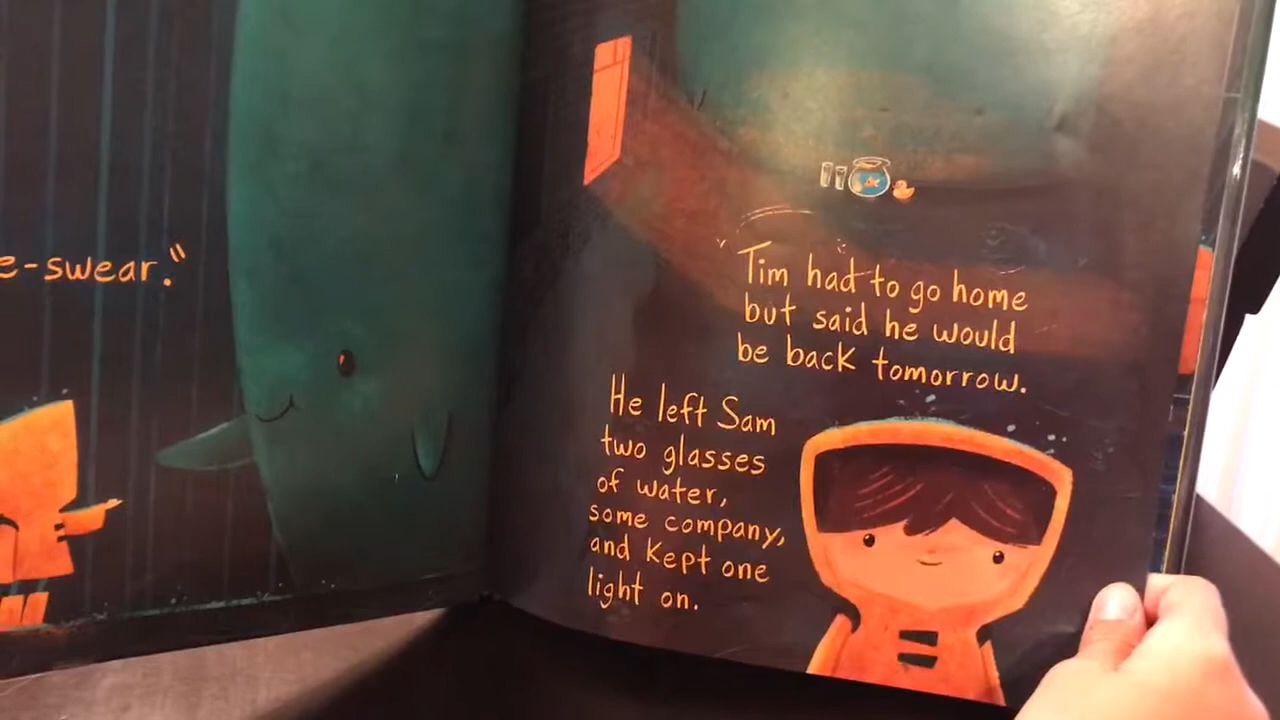 e-swear."
Tim had to go home
but said he would
be back tomorrow.
He left Sam
two glasses
of water,
some company,
and kept one
light on.